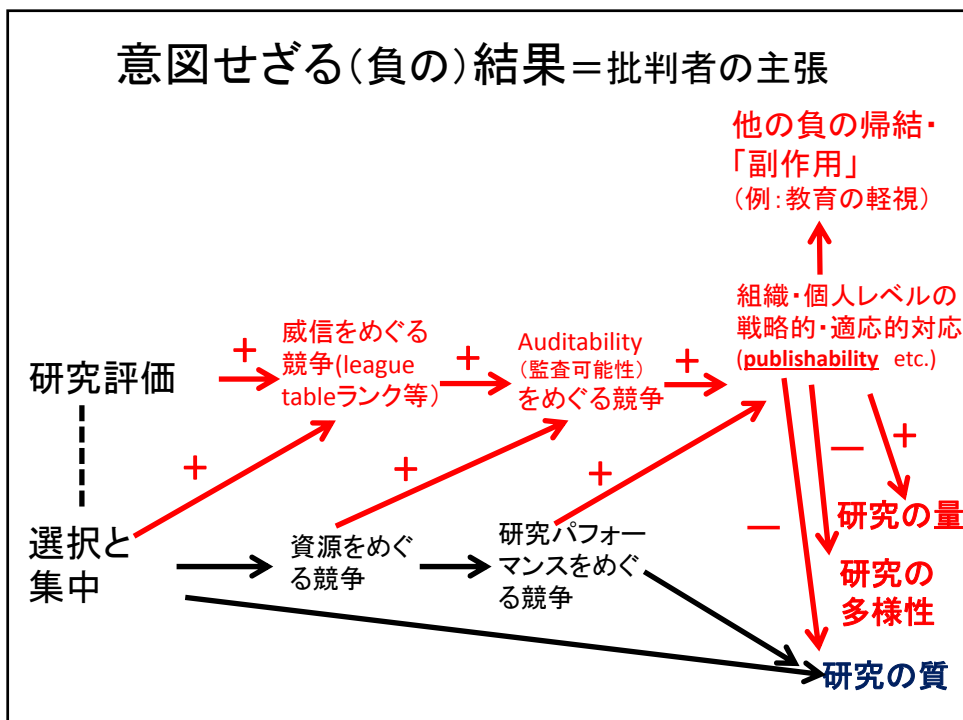 意図せざる(負の)結果＝批判者の主張
他の負の帰結・
「副作用」
(例：教育の軽視)
組織・個人レベルの
戦略的・適応的対応
(publishability etc.)
威信をめぐる
競争(league
tableランク等)
Auditability
(監査可能性)
をめぐる競争
研究評価
+
+
+
+
+
+
選択と
集中
資源をめぐ
る競争
研究パフォー
マンスをめぐ
る競争
—
+
—
研究の量
研究の
多様性
研究の質